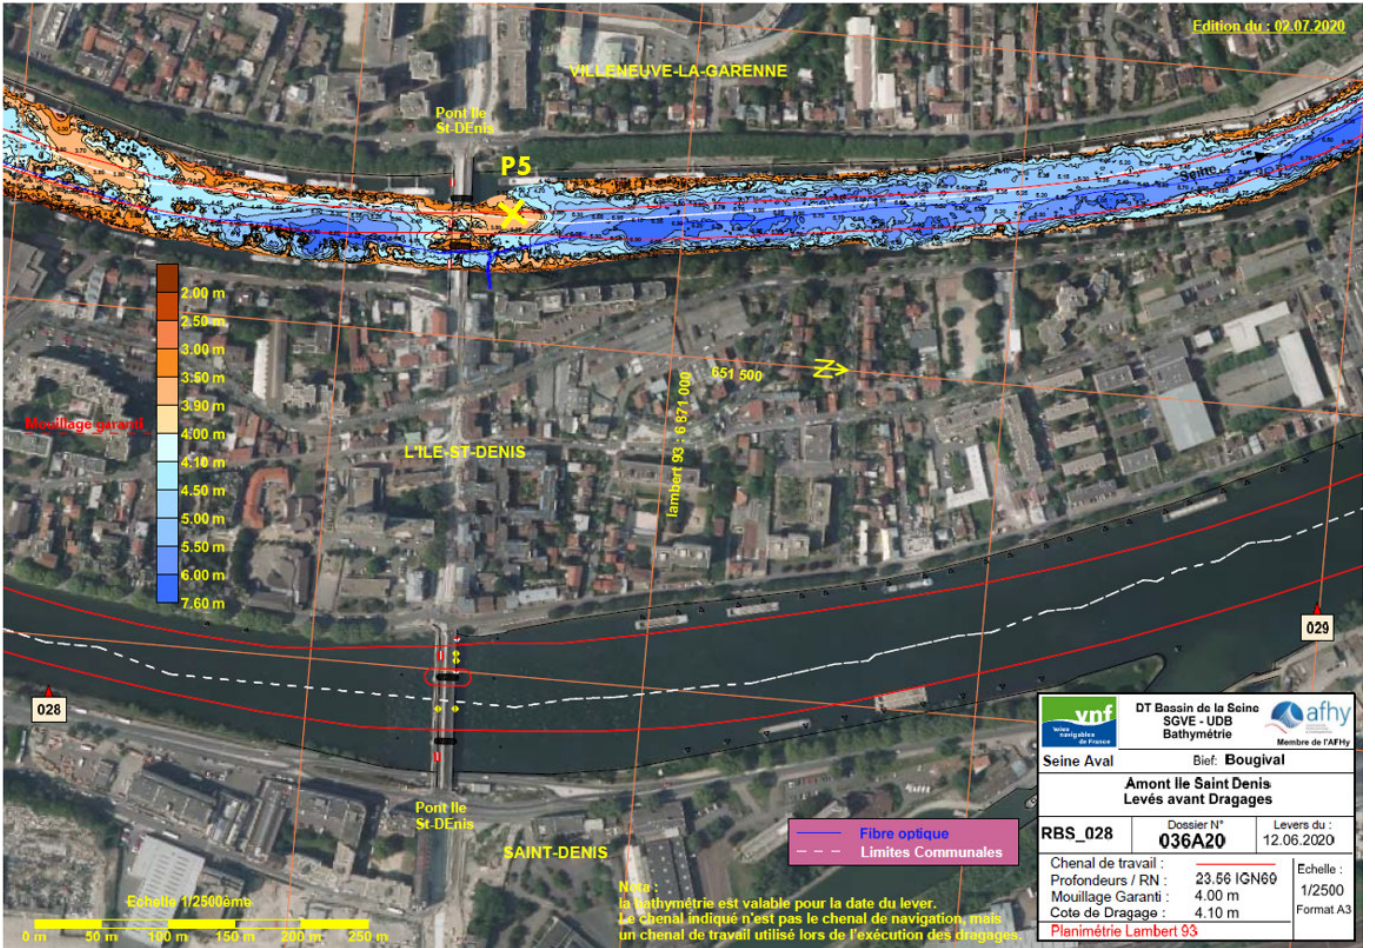 Edition du : 02.07.2020
VILLENEUVE-LA-GARENNE
Pont Ile
St-DEnis
P5
Seine
2.00 m
2.50 m
3.00 m
3.50 m
3.90 m
4.00 m
4.10 m
4.50 m
5.00 m
5.50 m
6.00 m
7.60 m
Mouillage garanti
651 500
N
lambert 93 : 6 871 000
L'ILE-ST-DENIS
028
029
Pont Ile
St-DEnis
SAINT-DENIS
Fibre optique
Limites Communales
Echelle 1/2500ème
0 m 50 m 100 m 150 m 200 m 250 m
Nota :
la bathymétrie est valable pour la date du lever.
Le chenal indiqué n'est pas le chenal de navigation, mais
un chenal de travail utilisé lors de l'exécution des dragages.
vnf
Voies
navigables
de France
DT Bassin de la Seine
SGVE - UDB
Bathymétrie
afhy
Membre de l'AFHy
Seine Aval
Bief: Bougival
Amont Ile Saint Denis
Levés avant Dragages
RBS_028
Dossier N°
036A20
Levers du :
12.06.2020
Chenal de travail :
Profondeurs / RN : 23.56 IGN69
Mouillage Garanti : 4.00 m
Cote de Dragage : 4.10 m
Planimétrie Lambert 93
Echelle :
1/2500
Format A3